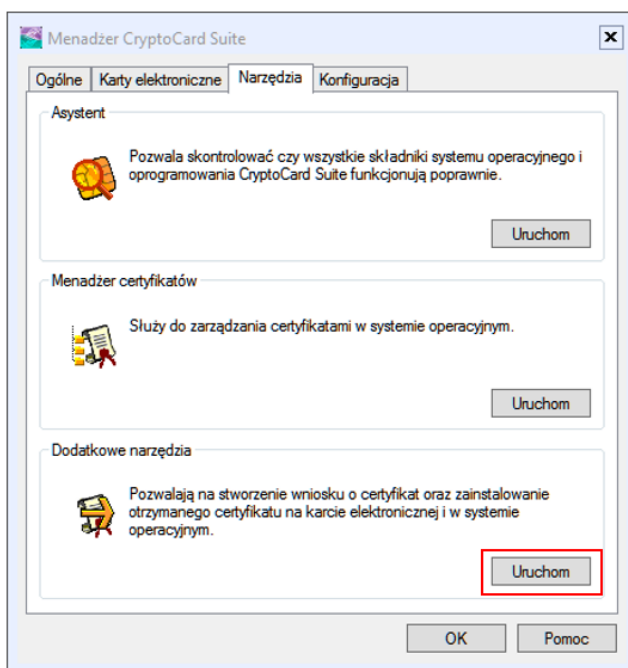 Menadżer CryptoCard Suite
Ogólne Karty elektroniczne Narzędzia Konfiguracja
Asystent
Pozwala skontrolować czy wszystkie składniki systemu operacyjnego i
oprogramowania CryptoCard Suite funkcjonują poprawnie.
Uruchom
Menadżer certyfikatów
Służy do zarządzania certyfikatami w systemie operacyjnym.
Uruchom
Dodatkowe narzędzia
Pozwalają na stworzenie wniosku o certyfikat oraz zainstalowanie
otrzymanego certyfikatu na karcie elektronicznej i w systemie
operacyjnym.
Uruchom
OK Pomoc